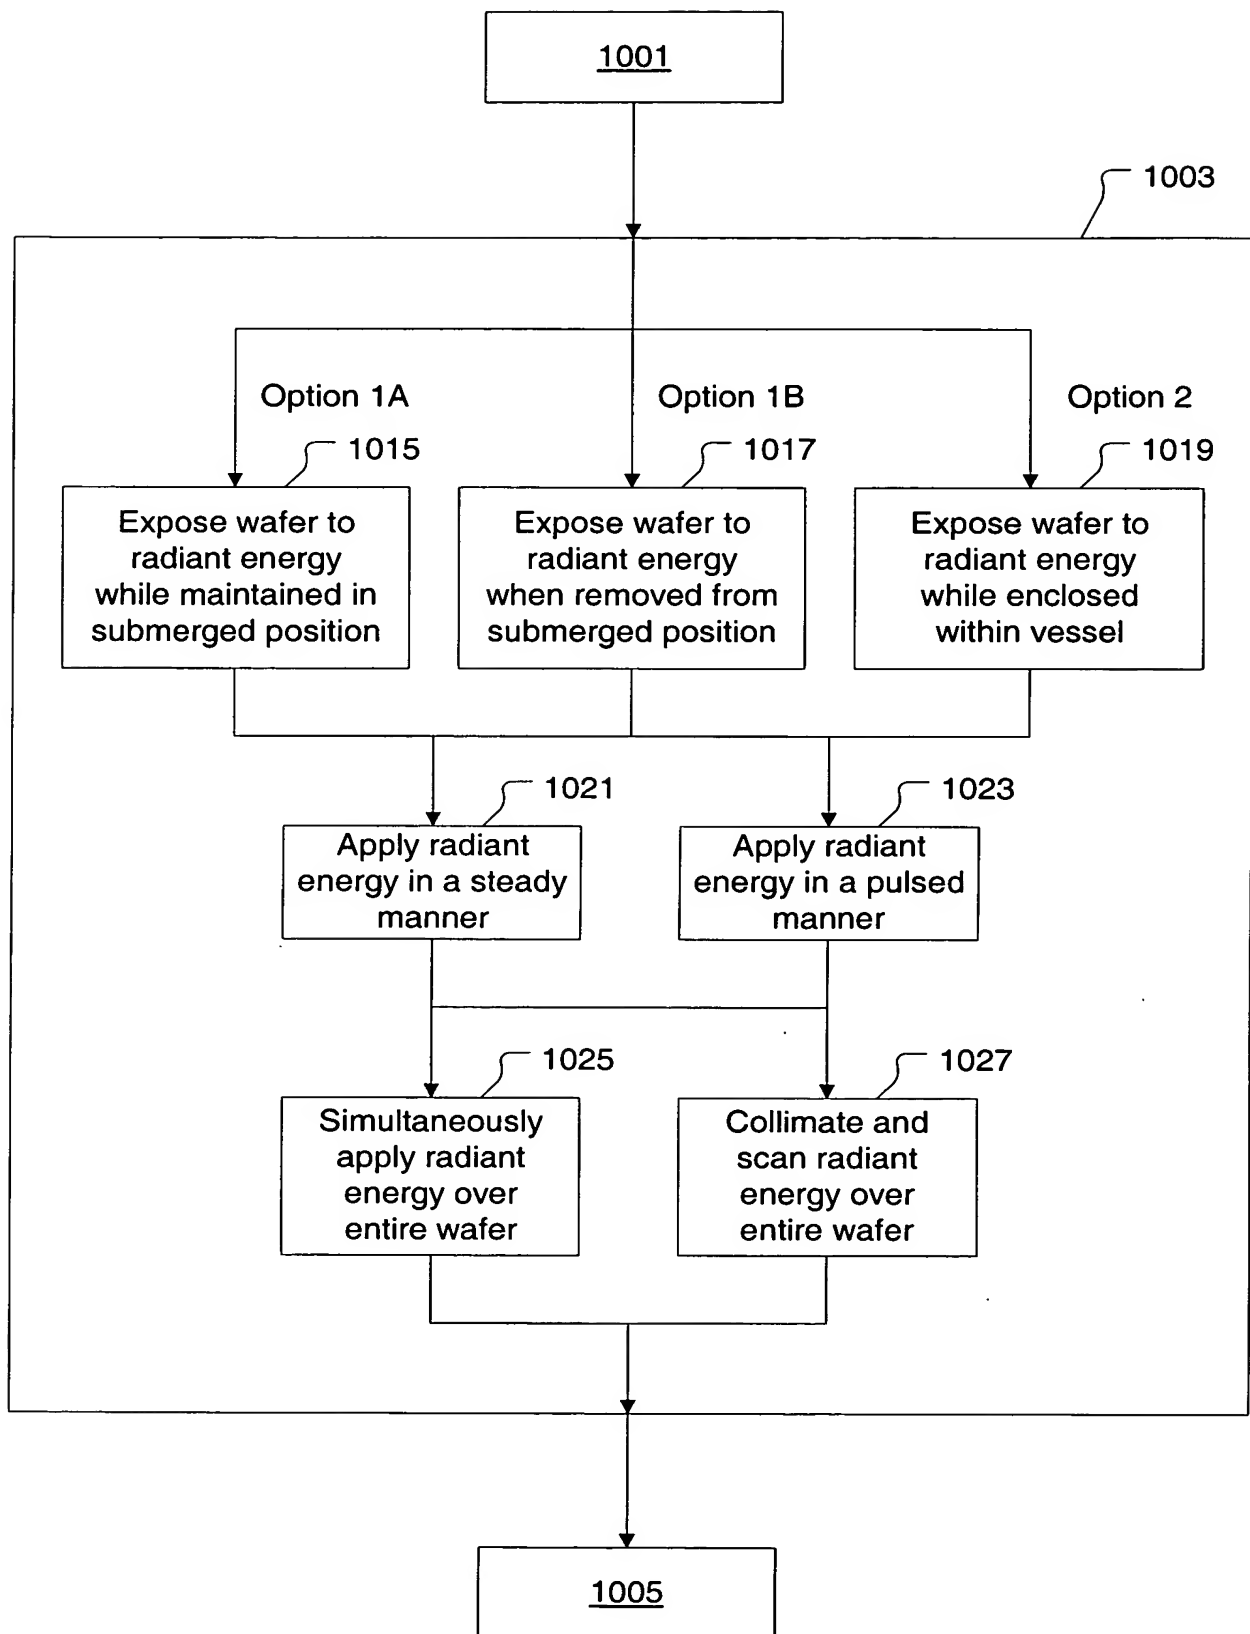 1001
1003
Option 1A
Option 1B
Option 2
1015
1017
1019
Expose wafer to
radiant energy
while maintained in
submerged position
Expose wafer to
radiant energy
when removed from
submerged position
Expose wafer to
radiant energy
while enclosed
within vessel
1021
1023
Apply radiant
energy in a steady
manner
Apply radiant
energy in a pulsed
manner
1025
1027
Simultaneously
apply radiant
energy over
entire wafer
Collimate and
scan radiant
energy over
entire wafer
1005